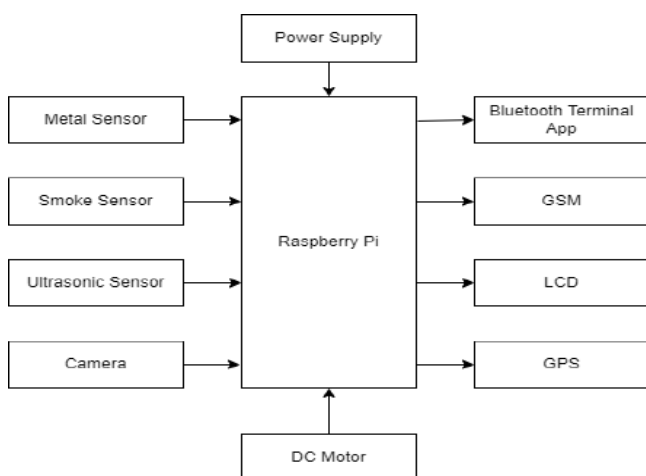 Power Supply
Metal Sensor
Bluetooth Terminal
App
Smoke Sensor
GSM
Raspberry Pi
Ultrasonic Sensor
LCD
Camera
GPS
DC Motor